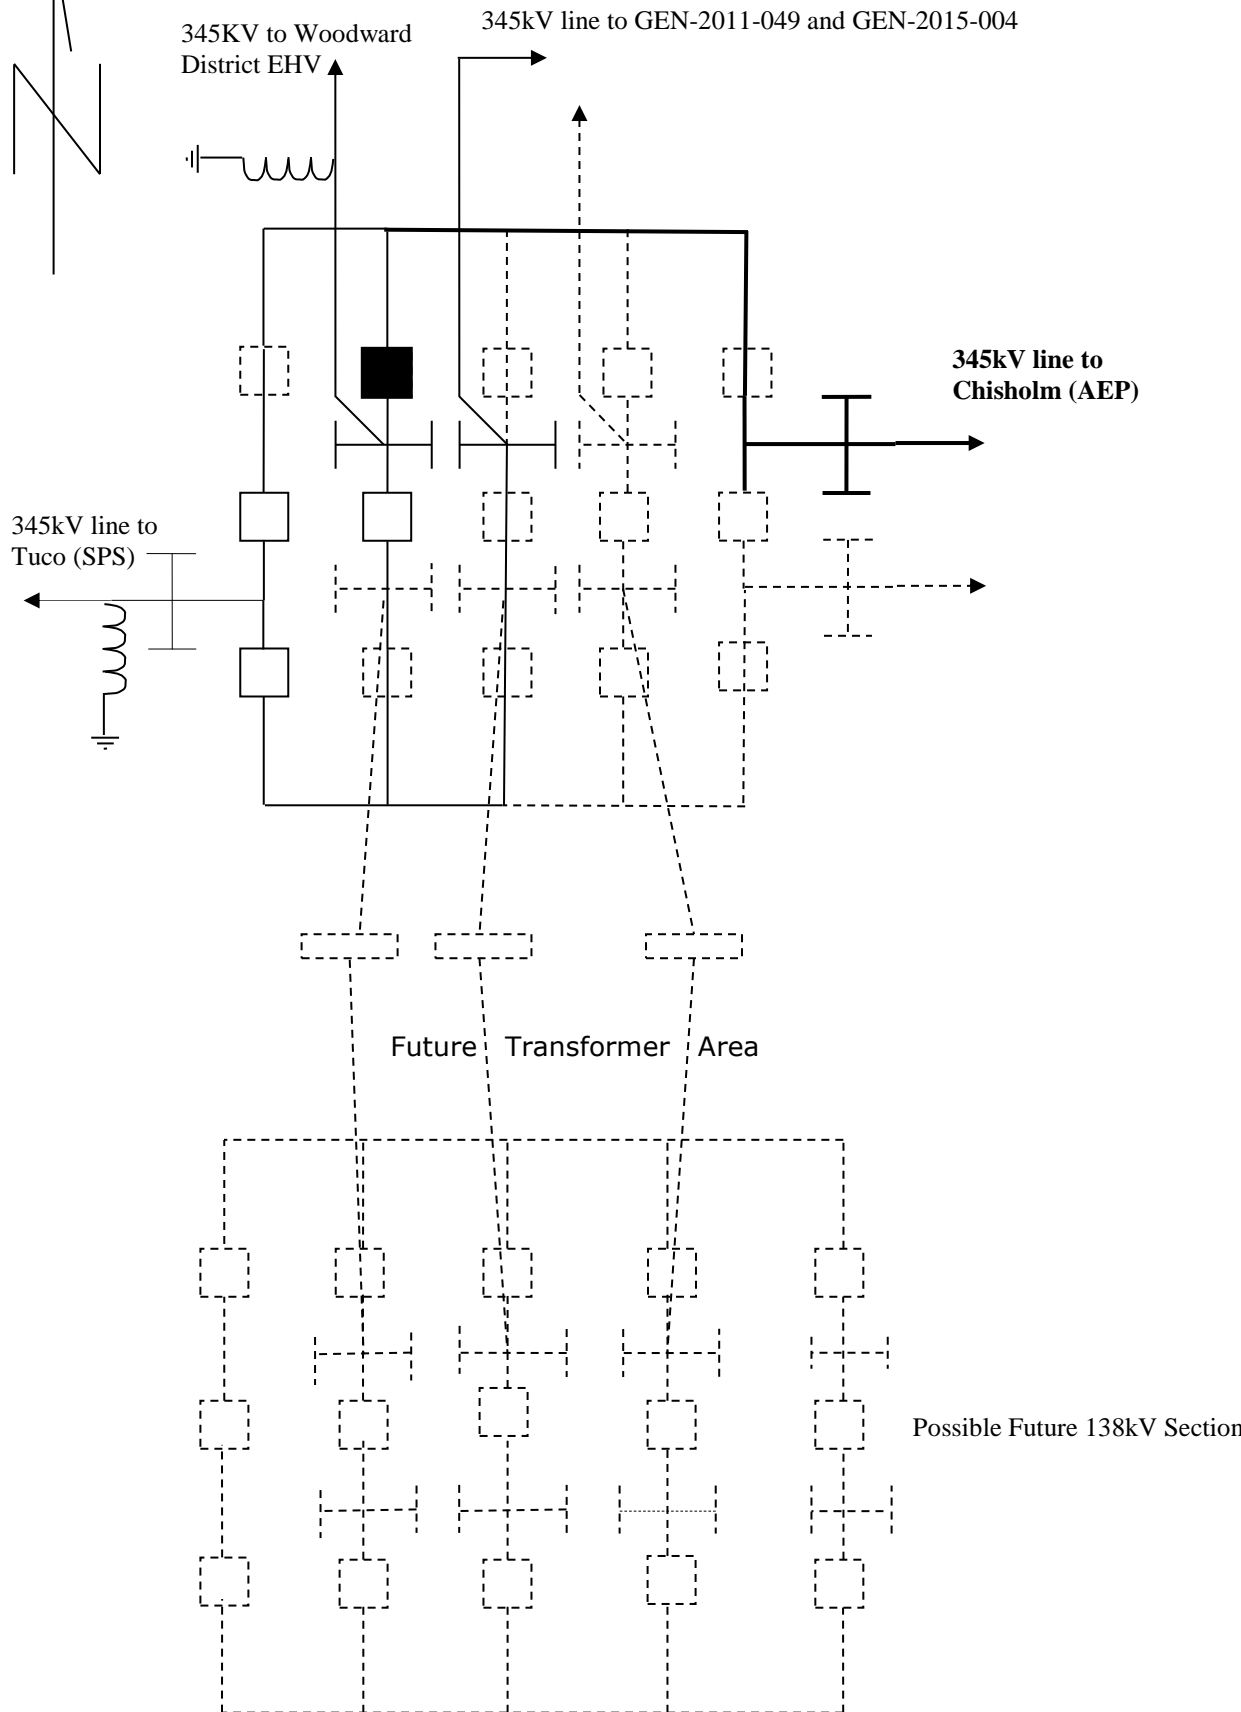 345KV to Woodward
District EHV
345kV line to GEN-2011-049 and GEN-2015-004
345kV line to
Chisholm (AEP)
345kV line to
Tuco (SPS)
Future Transformer Area
Possible Future 138kV Section